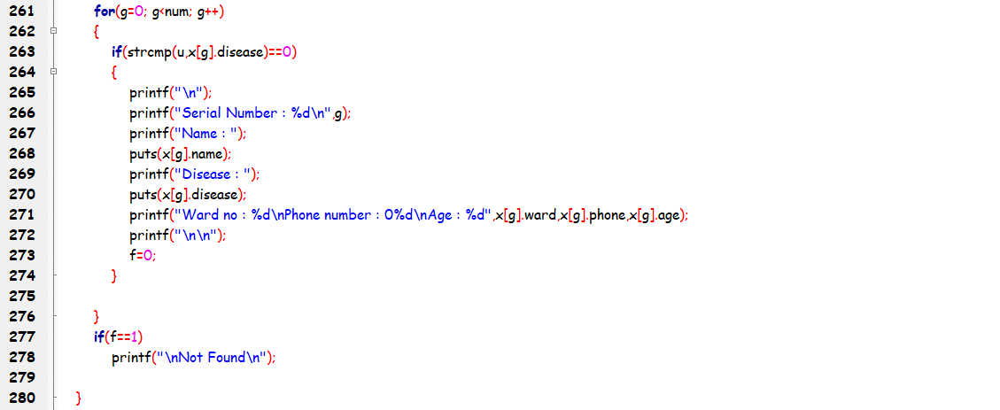 261 for(g=0; g<num; g++)
262 {
263 if(strcmp(u,x[g].disease)==0)
264 {
265 printf("\n");
266 printf("Serial Number : %d\n",g);
267 printf("Name : ");
268 puts(x[g].name);
269 printf("Disease : ");
270 puts(x[g].disease);
271 printf("Ward no : %d\nPhone number : 0%d\nAge : %d",x[g].ward,x[g].phone,x[g].age);
272 printf("\n\n");
273 f=0;
274 }
275
276 }
277 if(f==1)
278 printf("\nNot Found\n");
279
280 }